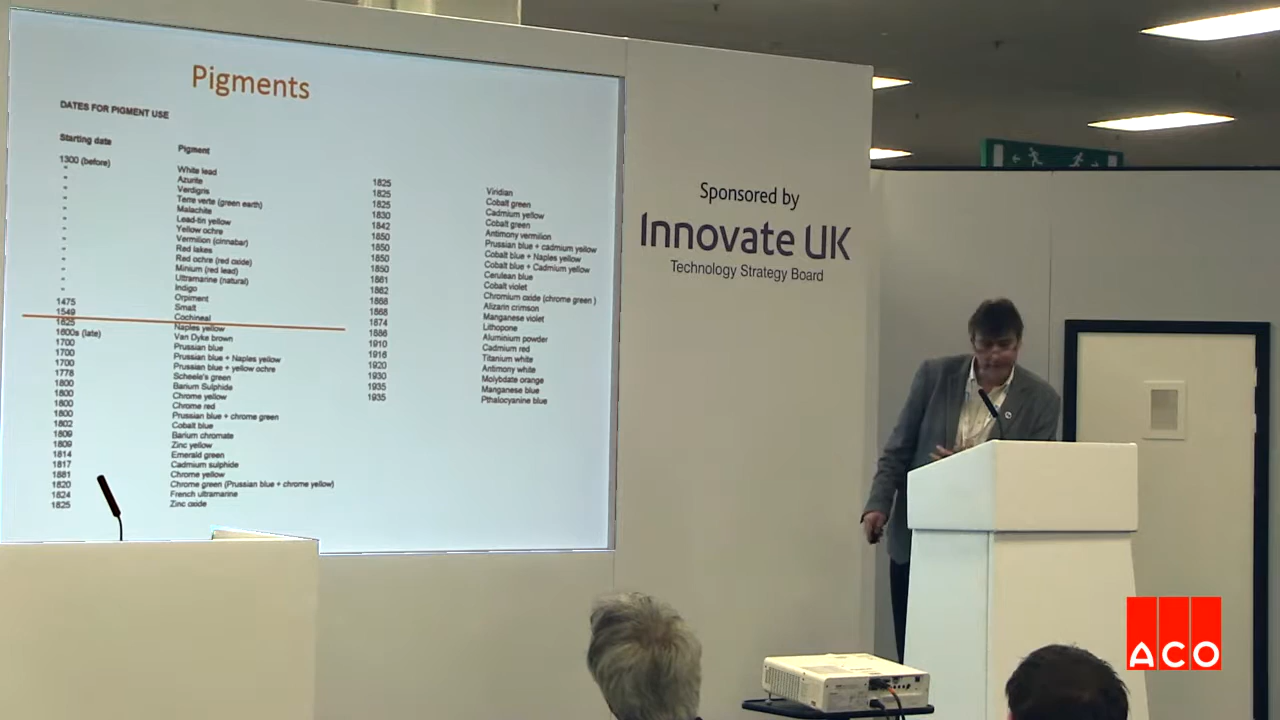 Pigments
DATES FOR PIGMENT USE
Starting date Pigment
1300 (before) White lead
" Azurite
" Verdigris
" Terre verte (green earth)
" Malachite
" Lead-tin yellow
" Yellow ochre
" Vermilion (cinnabar)
" Red lakes
" Red ochre (red oxide)
" Minium (red lead)
" Ultramarine (natural)
" Indigo
" Orpiment
1475 Smalt
1549 Cochineal
1625 Naples yellow
1600s (late) Van Dyke brown
1700 Prussian blue
1700 Prussian blue + Naples yellow
1700 Prussian blue + yellow ochre
1778 Scheele's green
1800 Barium Sulphide
1800 Chrome yellow
1800 Chrome red
1800 Prussian blue + chrome green
1802 Cobalt blue
1809 Barium chromate
1809 Zinc yellow
1814 Emerald green
1817 Cadmium sulphide
1881 Chrome yellow
1820 Chrome green (Prussian blue + chrome yellow)
1824 French ultramarine
1825 Zinc oxide
1825 Viridian
1825 Cobalt green
1825 Cadmium yellow
1830 Cobalt green
1842 Antimony vermilion
1850 Prussian blue + cadmium yellow
1850 Cobalt blue + Naples yellow
1850 Cobalt blue + Cadmium yellow
1850 Cerulean blue
1861 Cobalt violet
1862 Chromium oxide (chrome green )
1868 Alizarin crimson
1868 Manganese violet
1874 Lithopone
1886 Aluminium powder
1910 Cadmium red
1916 Titanium white
1920 Antimony white
1930 Molybdate orange
1935 Manganese blue
1935 Pthalocyanine blue
Sponsored by
Innovate UK
Technology Strategy Board
ACO